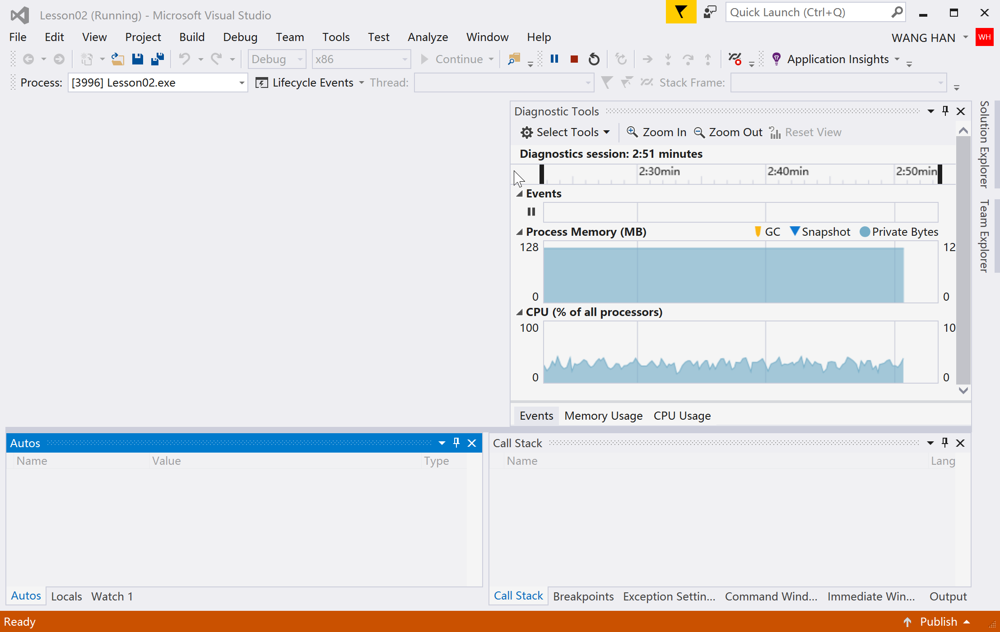 Lesson02 (Running) - Microsoft Visual Studio
Quick Launch (Ctrl+Q)
File Edit View Project Build Debug Team Tools Test Analyze Window Help
WANG HAN WH
Debug x86 Continue Application Insights
Process: [3996] Lesson02.exe Lifecycle Events Thread: Stack Frame:
Solution Explorer
Team Explorer
Diagnostic Tools
Select Tools Zoom In Zoom Out Reset View
Diagnostics session: 2:51 minutes
2:30min 2:40min 2:50min
Events
Process Memory (MB) GC Snapshot Private Bytes
128 12
0 0
CPU (% of all processors)
100 10
0 0
Events Memory Usage CPU Usage
Autos
Name Value Type
Autos Locals Watch 1
Call Stack
Name Lang
Call Stack Breakpoints Exception Settin... Command Wind... Immediate Win... Output
Ready
Publish